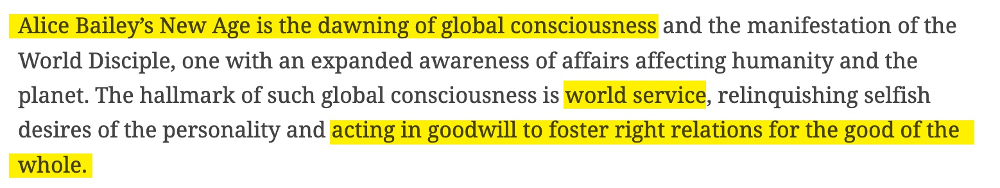 Alice Bailey’s New Age is the dawning of global consciousness and the manifestation of the
World Disciple, one with an expanded awareness of affairs affecting humanity and the
planet. The hallmark of such global consciousness is world service, relinquishing selfish
desires of the personality and acting in goodwill to foster right relations for the good of the
whole.